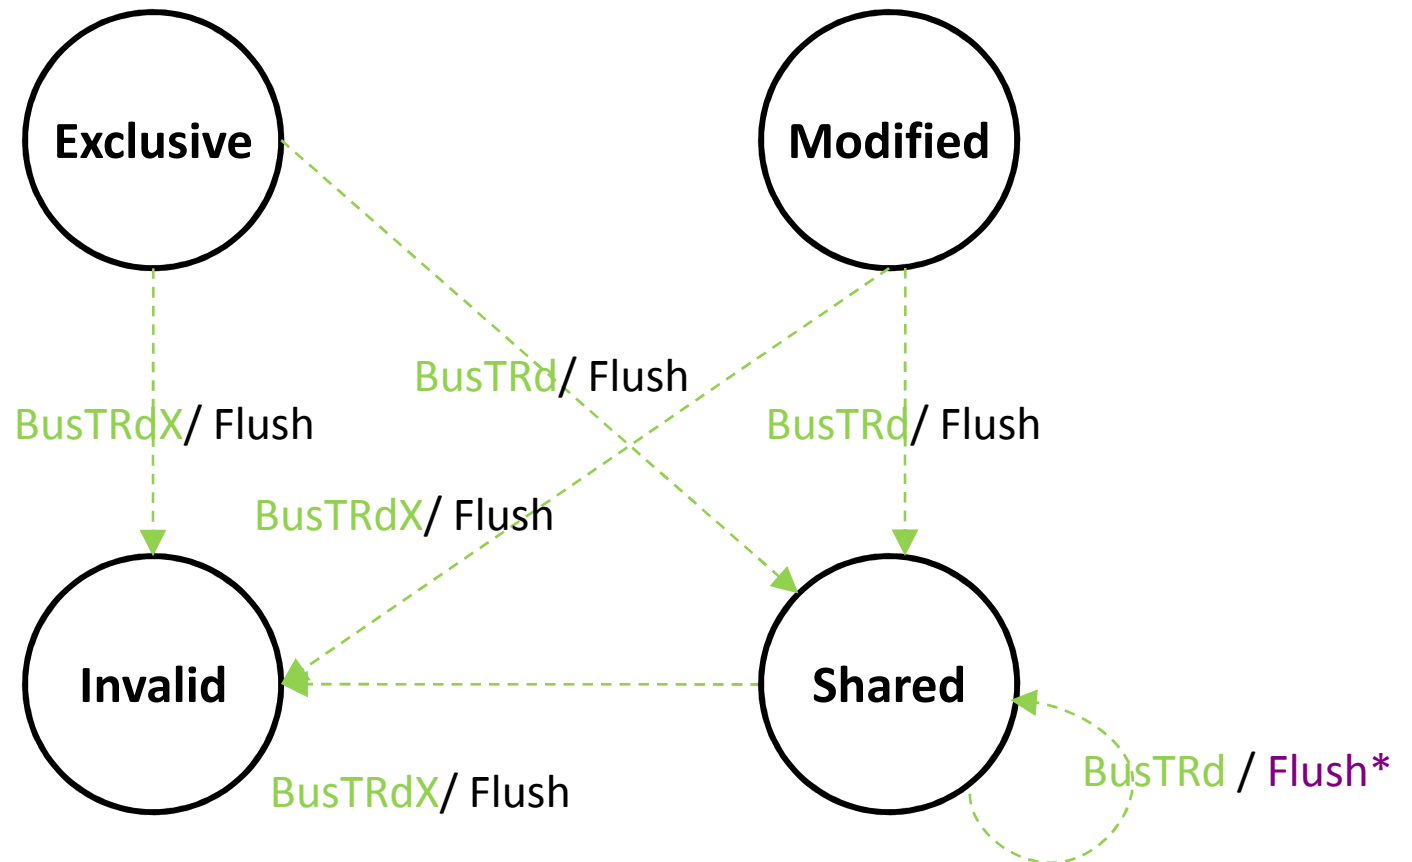 Exclusive
Modified
BusTRd/ Flush
BusTRdX/ Flush
BusTRd/ Flush
BusTRdX/ Flush
Invalid
Shared
BusTRdX/ Flush
BusTRd / Flush*